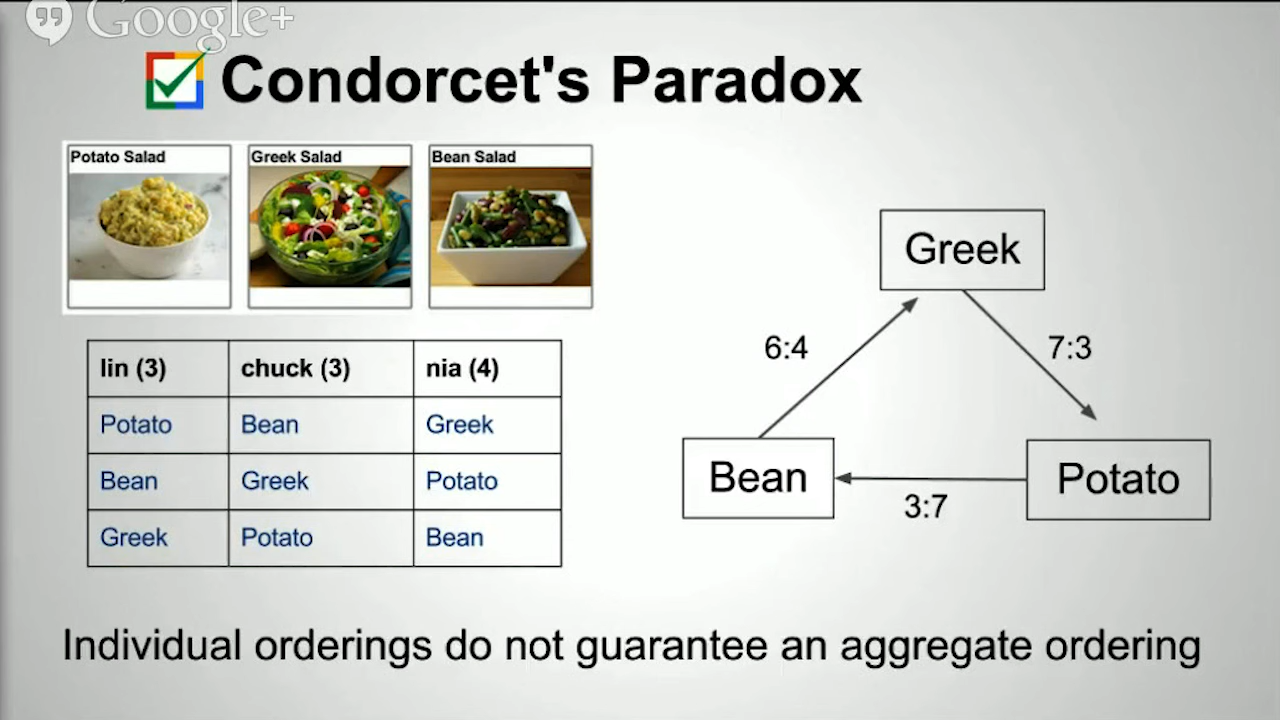 Google+
Condorcet's Paradox
Potato Salad
Greek Salad
Bean Salad
lin (3) chuck (3) nia (4)
Potato Bean Greek
Bean Greek Potato
Greek Potato Bean
Greek
6:4
7:3
Bean
Potato
3:7
Individual orderings do not guarantee an aggregate ordering